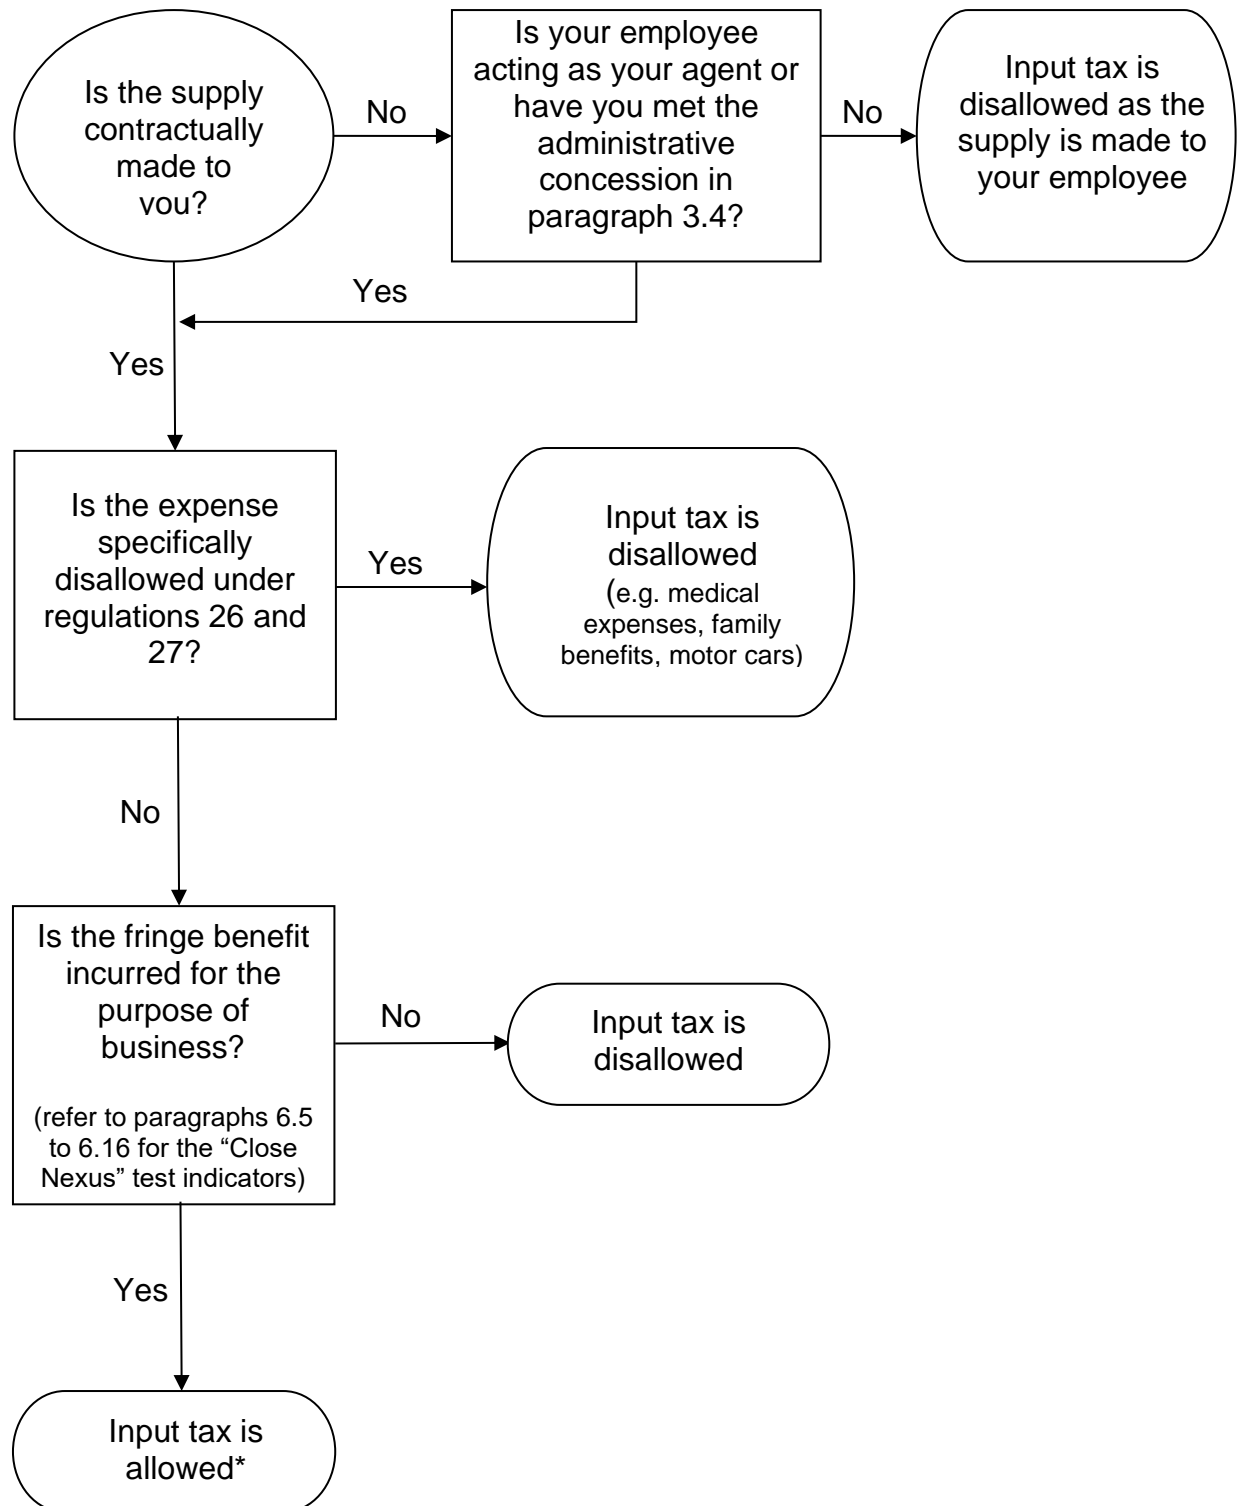 Is the supply
contractually
made to
vou?
No
Is your employee
acting as your agent or
have you met the
administrative
concession in
paragraph 3.4?
No
Input tax is
disallowed as the
supply is made to
your employee
Yes
Yes
Is the expense
specifically
disallowed under
regulations 26 and
27?
Yes
Input tax is
disallowed
(e.g. medical
expenses, family
benefits, motor cars)
No
Is the fringe benefit
incurred for the
purpose of
business?
(refer to paragraphs 6.5
to 6.16 for the “Close
Nexus” test indicators)
No
Input tax is
disallowed
Yes
Input tax is
allowed*